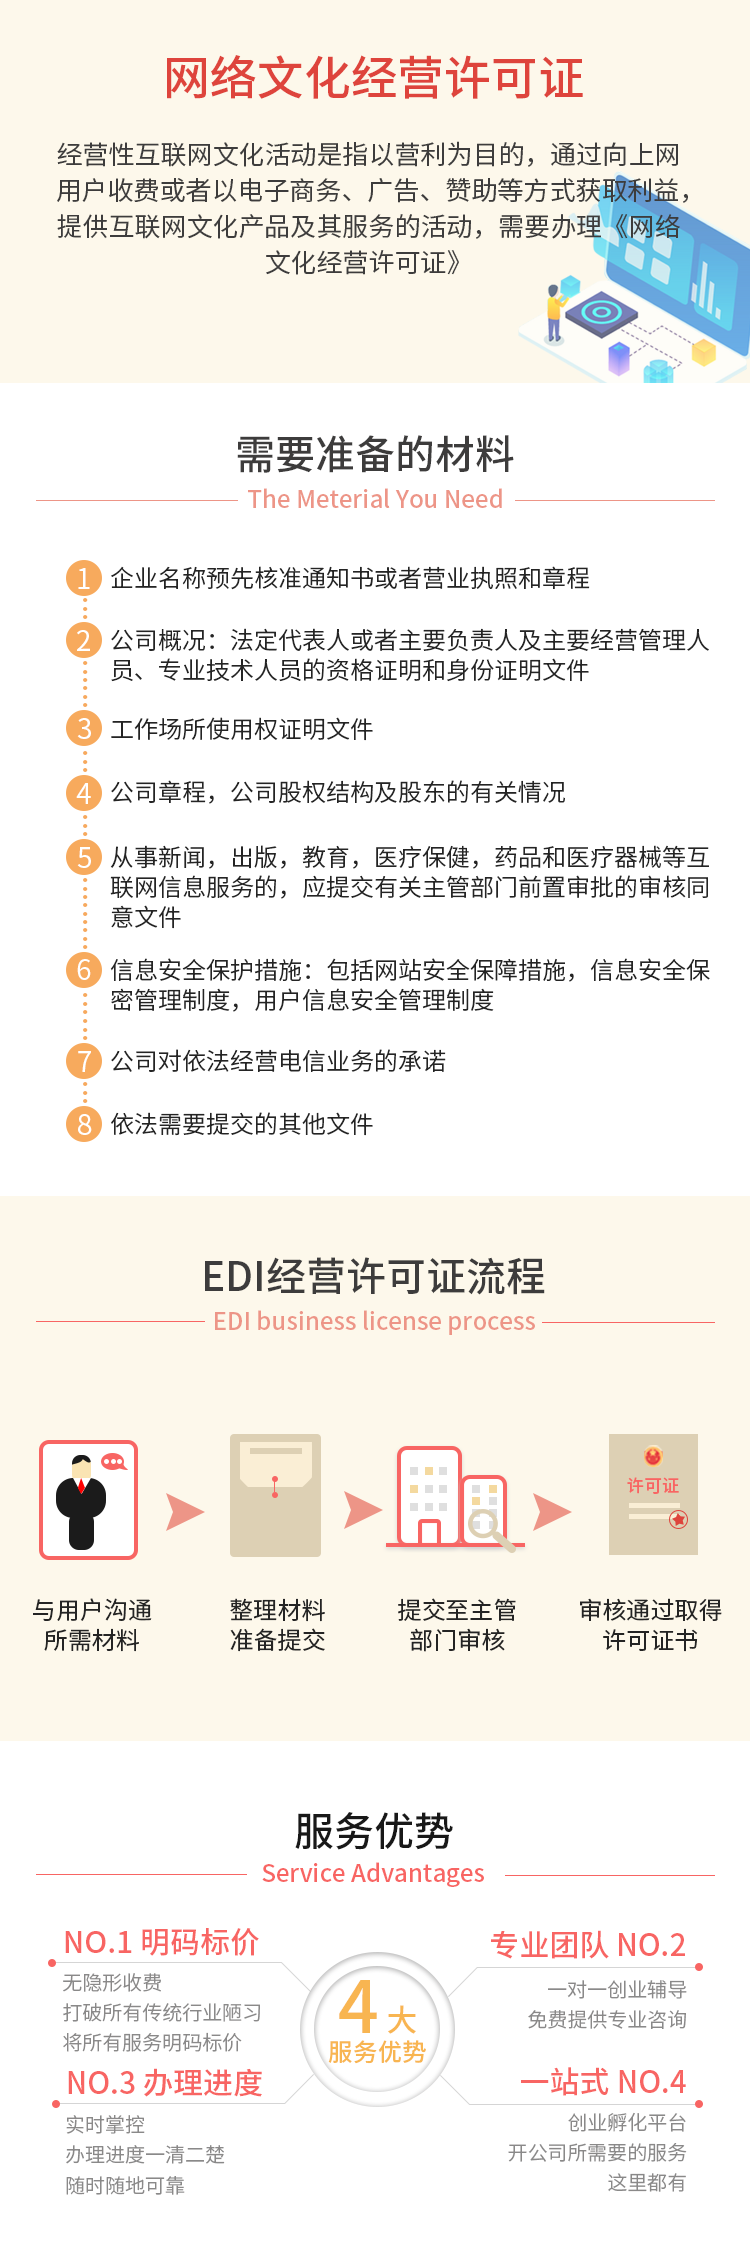 网络文化经营许可证
经营性互联网文化活动是指以营利为目的，通过向上网
用户收费或者以电子商务、广告、赞助等方式获取利益，
提供互联网文化产品及其服务的活动，需要办理《网络
文化经营许可证》
需要准备的材料
The Meterial You Need
1 企业名称预先核准通知书或者营业执照和章程
2 公司概况：法定代表人或者主要负责人及主要经营管理人
员、专业技术人员的资格证明和身份证明文件
3 工作场所使用权证明文件
4 公司章程，公司股权结构及股东的有关情况
5 从事新闻，出版，教育，医疗保健，药品和医疗器械等互
联网信息服务的，应提交有关主管部门前置审批的审核同
意文件
6 信息安全保护措施：包括网站安全保障措施，信息安全保
密管理制度，用户信息安全管理制度
7 公司对依法经营电信业务的承诺
8 依法需要提交的其他文件
EDI经营许可证流程
EDI business license process
许可证
与用户沟通
所需材料
整理材料
准备提交
提交至主管
部门审核
审核通过取得
许可证书
服务优势
Service Advantages
NO.1 明码标价
无隐形收费
打破所有传统行业陋习
将所有服务明码标价
专业团队 NO.2
一对一创业辅导
免费提供专业咨询
4大
服务优势
NO.3 办理进度
实时掌控
办理进度一清二楚
随时随地可靠
一站式 NO.4
创业孵化平台
开公司所需要的服务
这里都有